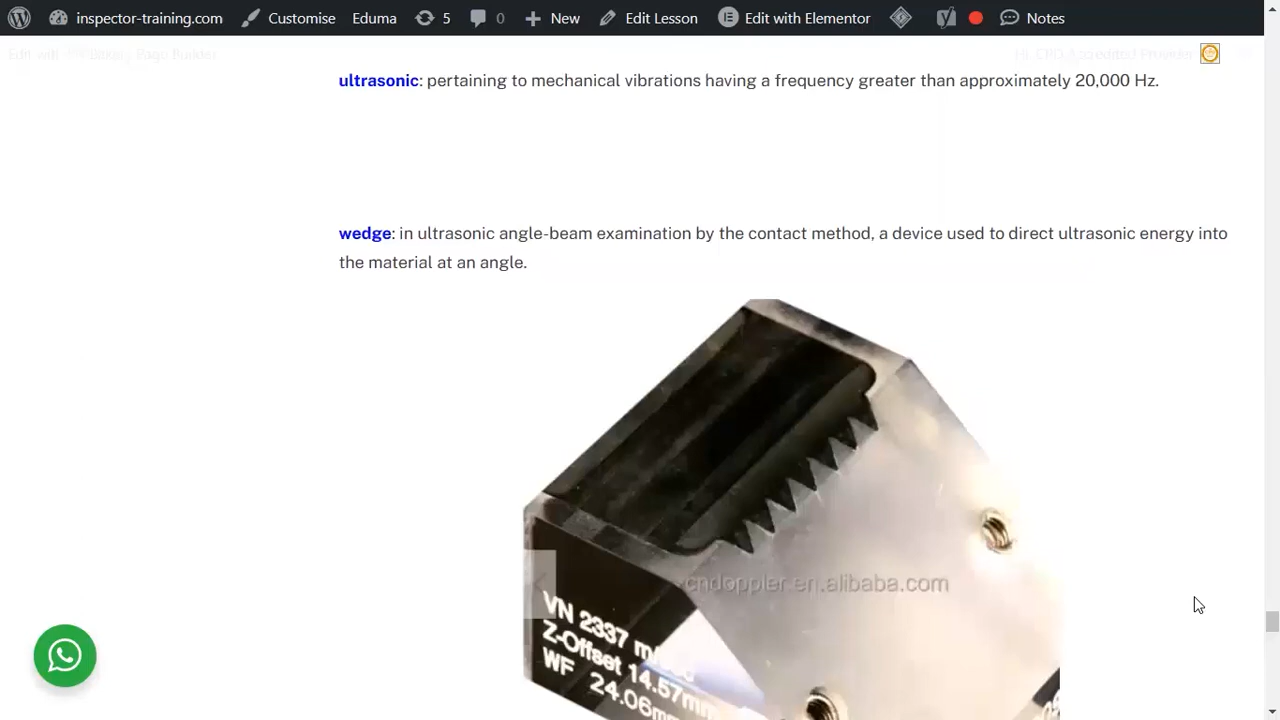 inspector-training.com Customise Eduma 5 0 New Edit Lesson Edit with Elementor Notes
ultrasonic: pertaining to mechanical vibrations having a frequency greater than approximately 20,000 Hz.
wedge: in ultrasonic angle-beam examination by the contact method, a device used to direct ultrasonic energy into
the material at an angle.
cndoppler.en.alibaba.com
VN 2337
Z-Offset 14.57mm
WF 24.06mm